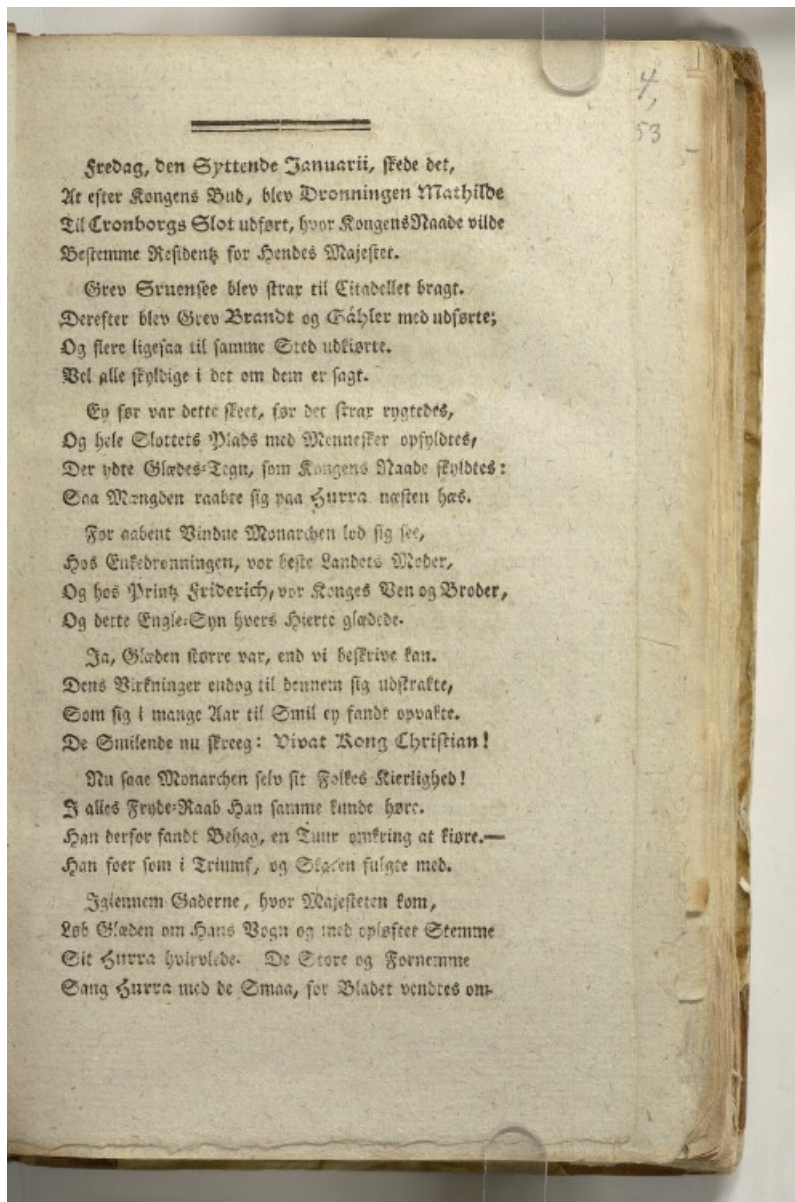 4,
53
Fredag, den Syttende Januarii, skede det,
At efter Kongens Bud, blev Dronningen Mathilde
Til Cronborgs Slot udført, hvor Kongens Naade vilde
Bestemme Residentz for Hendes Majestet.
Grev Sruensee blev strax til Citadellet bragt.
Derefter blev Grev Brandt og Gähler med udførte;
Og flere ligesaa til samme Sted udkiørte.
Vel alle skyldige i det om dem er sagt.
Ey før var dette skeet, før det strax rygtedes,
Og hele Slottets Plads med Mennesker opfyldtes,
Der ydte Glædes-Tegn, som Kongens Naade skyldtes:
Saa Mængden raabte sig paa Hurra næsten hæs.
For aabent Vindue Monarchen lod sig see,
Hos Enkedronningen, vor beste Landets Moder,
Og hos Printz Friderich, vor Konges Ven og Broder,
Og dette Engle-Syn hvers Hierte glædede.
Ja, Glæden større var, end vi beskrive kan.
Dens Virkninger endog til dennem sig udstrakte,
Som sig i mange Aar til Smil ey fandt opvakte.
De Smilende nu skreeg: Vivat Kong Christian!
Nu saae Monarchen selv sit Folkes Kierlighed!
I alles Fryde-Raab Han samme kunde høre.
Han derfor fandt Behag, en Tuur omkring at kiøre.—
Han foer som i Triumf, og Skaren fulgte med.
Igiennem Gaderne, hvor Majesteten kom,
Løb Glæden om Hans Vogn og med opløfter Stemme
Sit Hurra hvirvlede. De Store og Fornemme
Sang Hurra med de Smaa, for Bladet vendtes om-